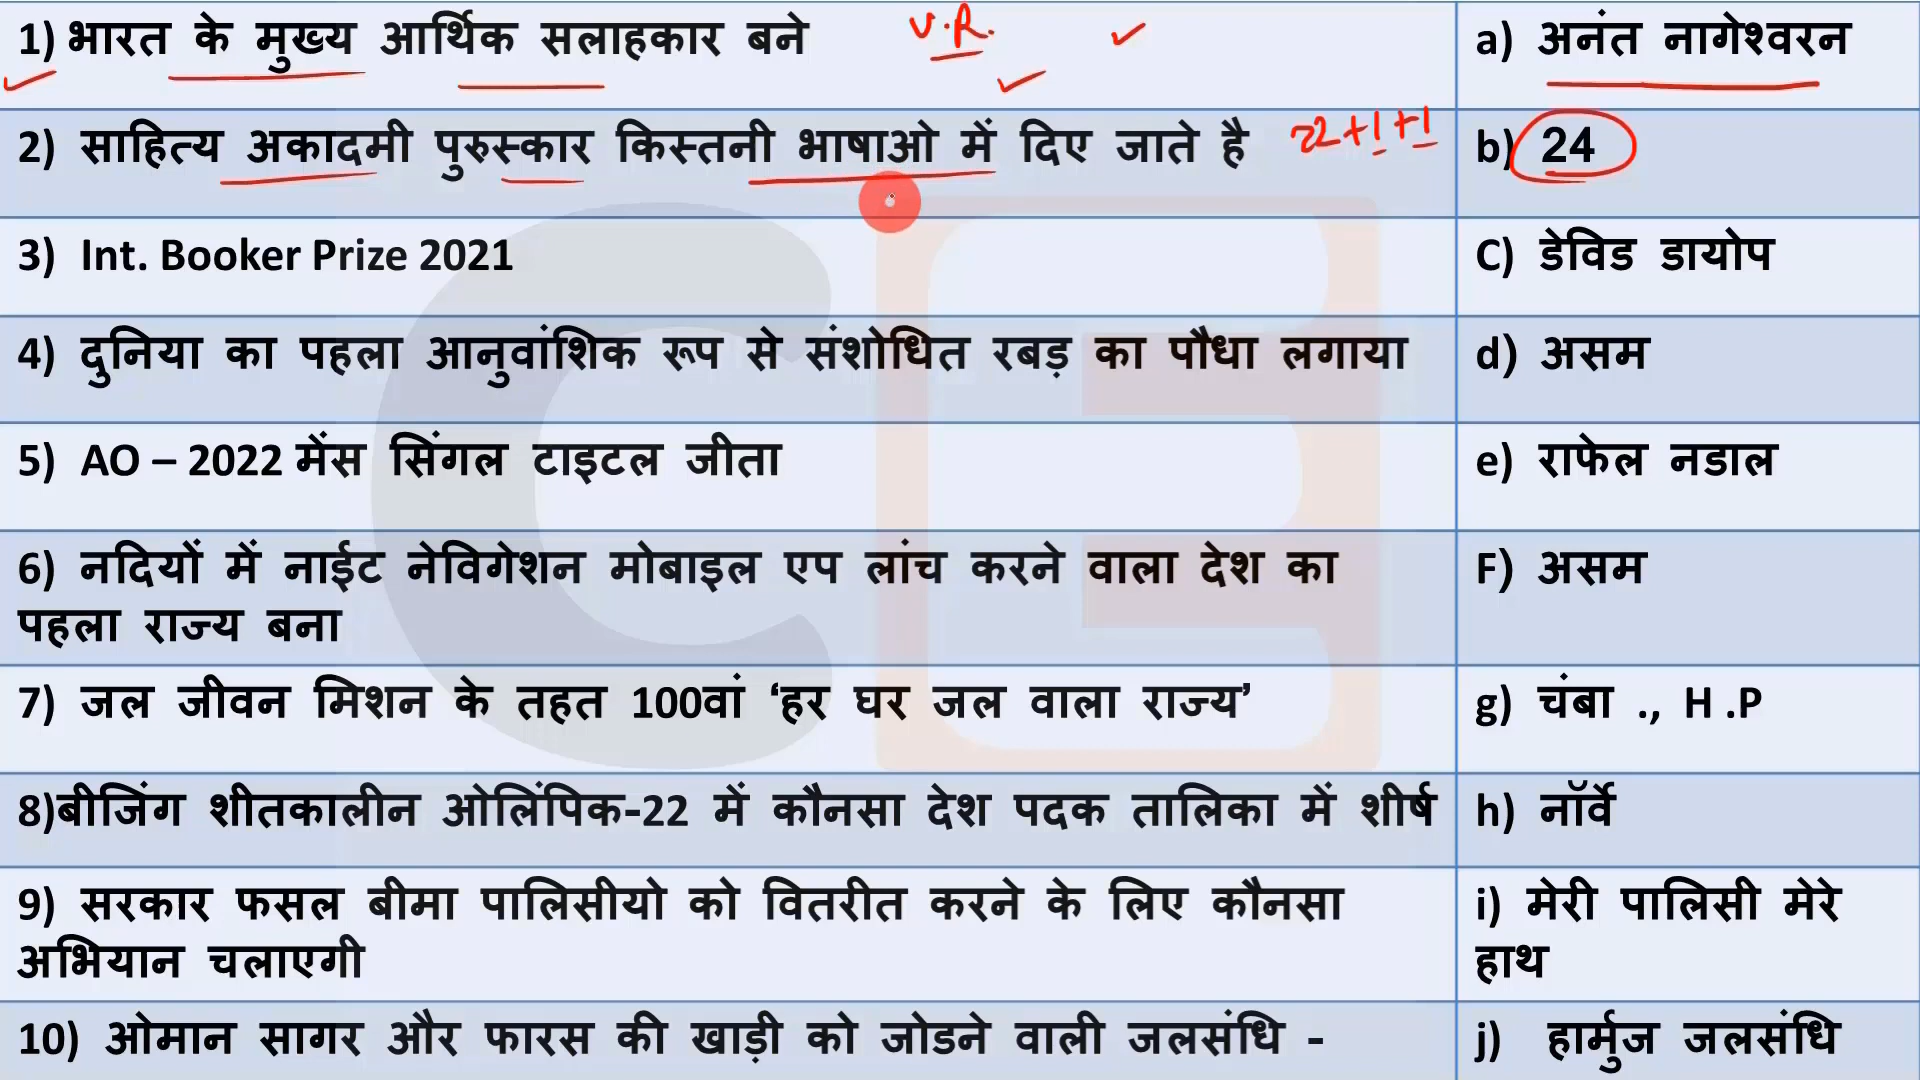 1) भारत के मुख्य आर्थिक सलाहकार बने V.R. a) अनंत नागेश्वरन
2) साहित्य अकादमी पुरुस्कार किस्तनी भाषाओ में दिए जाते है 22+1+1 b) 24
3) Int. Booker Prize 2021 C) डेविड डायोप
4) दुनिया का पहला आनुवांशिक रूप से संशोधित रबड़ का पौधा लगाया d) असम
5) AO – 2022 मेंस सिंगल टाइटल जीता e) राफेल नडाल
6) नदियों में नाईट नेविगेशन मोबाइल एप लांच करने वाला देश का F) असम
पहला राज्य बना
7) जल जीवन मिशन के तहत 100वां ‘हर घर जल वाला राज्य’ g) चंबा ., H .P
8)बीजिंग शीतकालीन ओलिंपिक-22 में कौनसा देश पदक तालिका में शीर्ष h) नॉर्वे
9) सरकार फसल बीमा पालिसीयो को वितरीत करने के लिए कौनसा i) मेरी पालिसी मेरे
अभियान चलाएगी हाथ
10) ओमान सागर और फारस की खाड़ी को जोडने वाली जलसंधि - j) हार्मुज जलसंधि